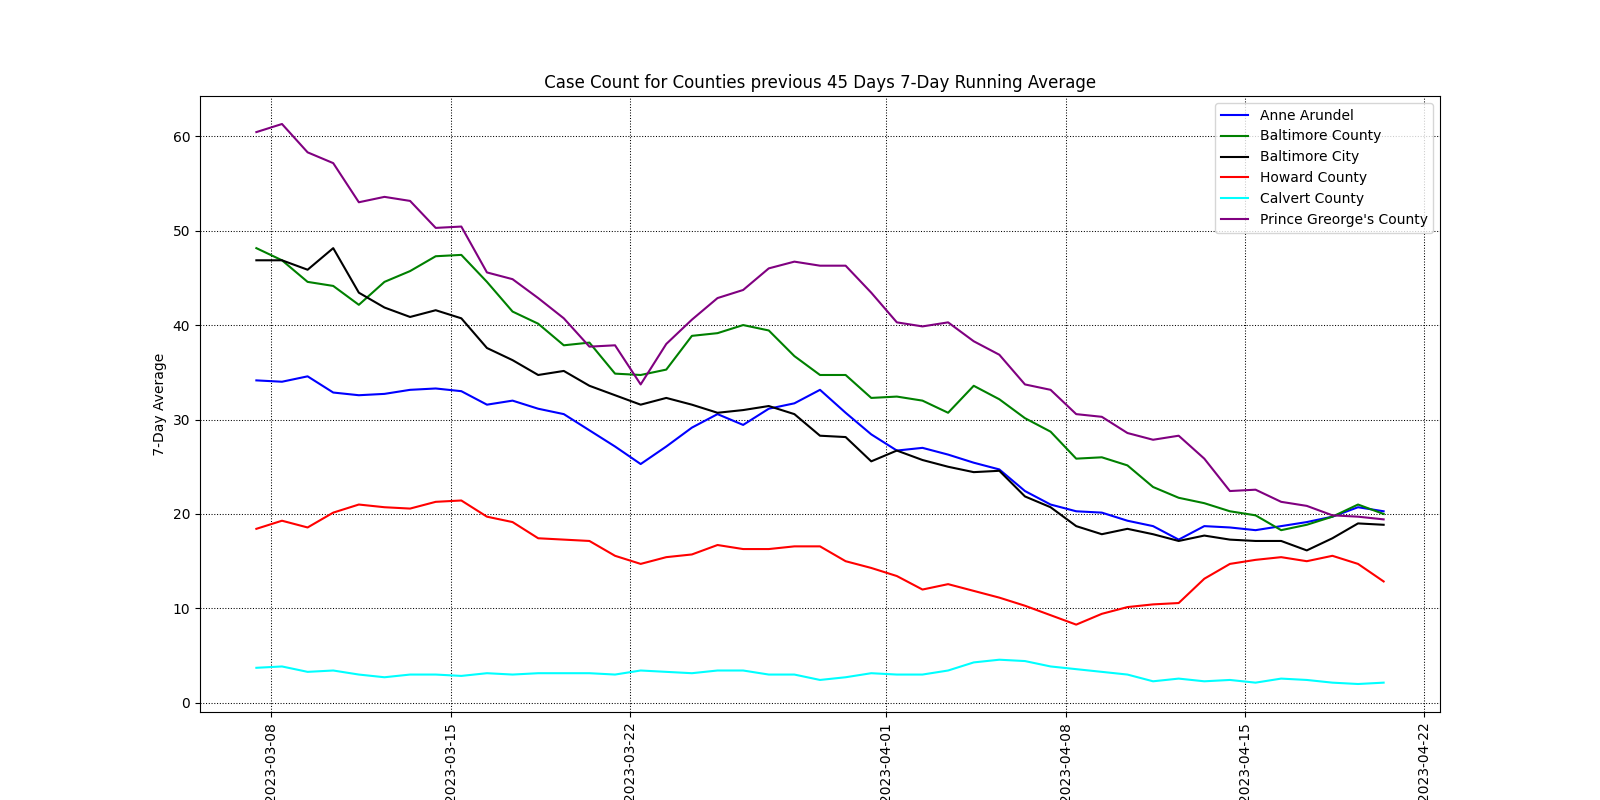 Case Count for Counties previous 45 Days 7-Day Running Average
Anne Arundel
Baltimore County
Baltimore City
Howard County
Calvert County
Prince Greorge's County
7-Day Average
60
50
40
30
20
10
0
2023-03-08
2023-03-15
2023-03-22
2023-04-01
2023-04-08
2023-04-15
2023-04-22